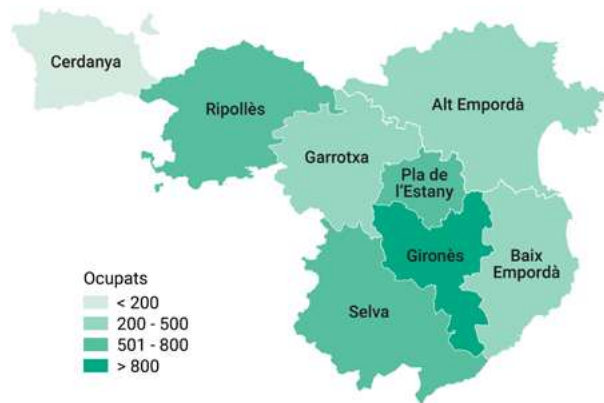 Cerdanya
Ripollès
Alt Empordà
Garrotxa
Pla de
l'Estany
Gironès
Baix
Empordà
Selva
Ocupats
< 200
200 - 500
501 - 800
> 800